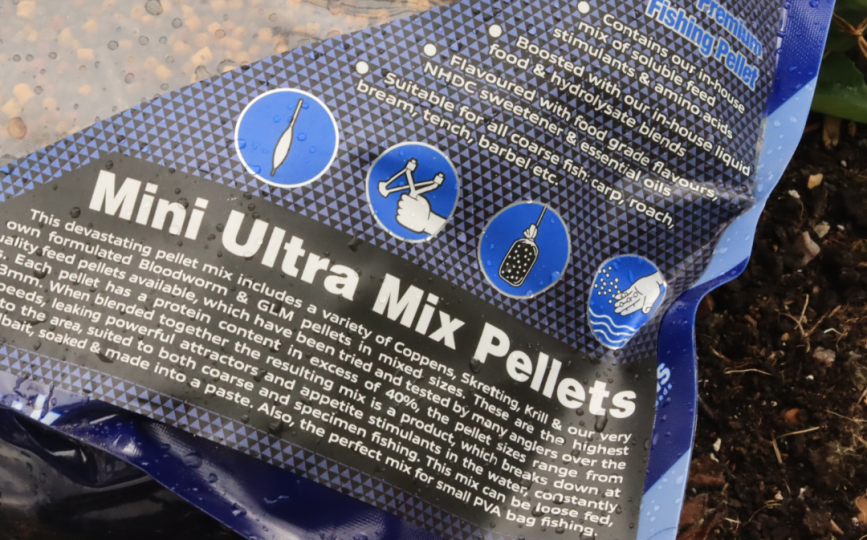 Premium
Fishing Pellet
Contains our in-house
mix of soluble feed
stimulants & amino acids
Boosted with our in-house liquid
food & hydrolysate blends
Flavoured with food grade flavours,
NHDC sweetener & essential oils
Suitable for all coarse fish: carp, roach,
bream, tench, barbel etc.
Mini Ultra Mix Pellets
This devastating pellet mix includes a variety of Coppens, Skretting, Krill & our very
own formulated Bloodworm & GLM pellets in mixed sizes. These are the highest
quality feed pellets available, which have been tried and tested by many anglers over the
Each pellet has a protein content in excess of 40%, the pellet sizes range from
3mm. When blended together the resulting mix is a product, which breaks down at
speeds, leaking powerful attractors and appetite stimulants in the water, constantly
to the area, suited to both coarse and specimen fishing. This mix can be loose fed,
soaked & made into a paste. Also, the perfect mix for small PVA bag fishing.